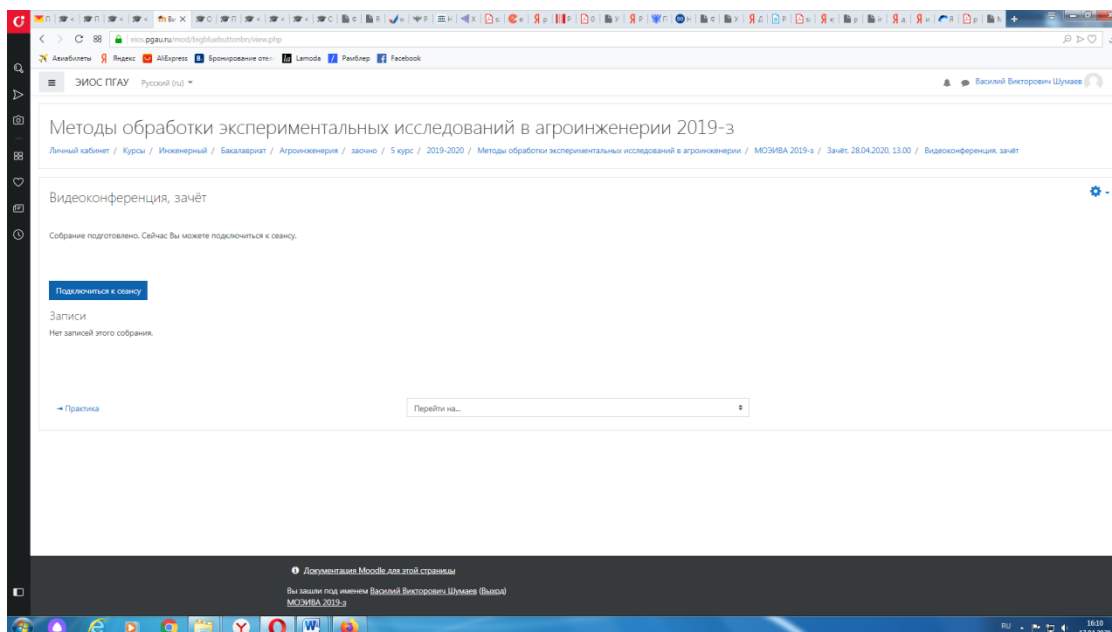 eios.pgau.ru/mod/bigbluebuttonbn/view.php
Авиабилеты Яндекс AliExpress Бронирование отел Lamoda Рамблер Facebook
ЭИОС ПГАУ Русский (ru) Василий Викторович Шумаев
Методы обработки экспериментальных исследований в агроинженерии 2019-з
Личный кабинет / Курсы / Инженерный / Бакалавриат / Агроинженерия / заочно / 5 курс / 2019-2020 / Методы обработки экспериментальных исследований в агроинженерии / МОЭИВА 2019-з / Зачёт, 28.04.2020, 13.00 / Видеоконференция, зачёт
Видеоконференция, зачёт
Собрание подготовлено. Сейчас Вы можете подключиться к сеансу.
Подключиться к сеансу
Записи
Нет записей этого собрания.
Практика
Перейти на...
Документация Moodle для этой страницы
Вы зашли под именем Василий Викторович Шумаев (Выход)
МОЭИВА 2019-з
RU 16:10